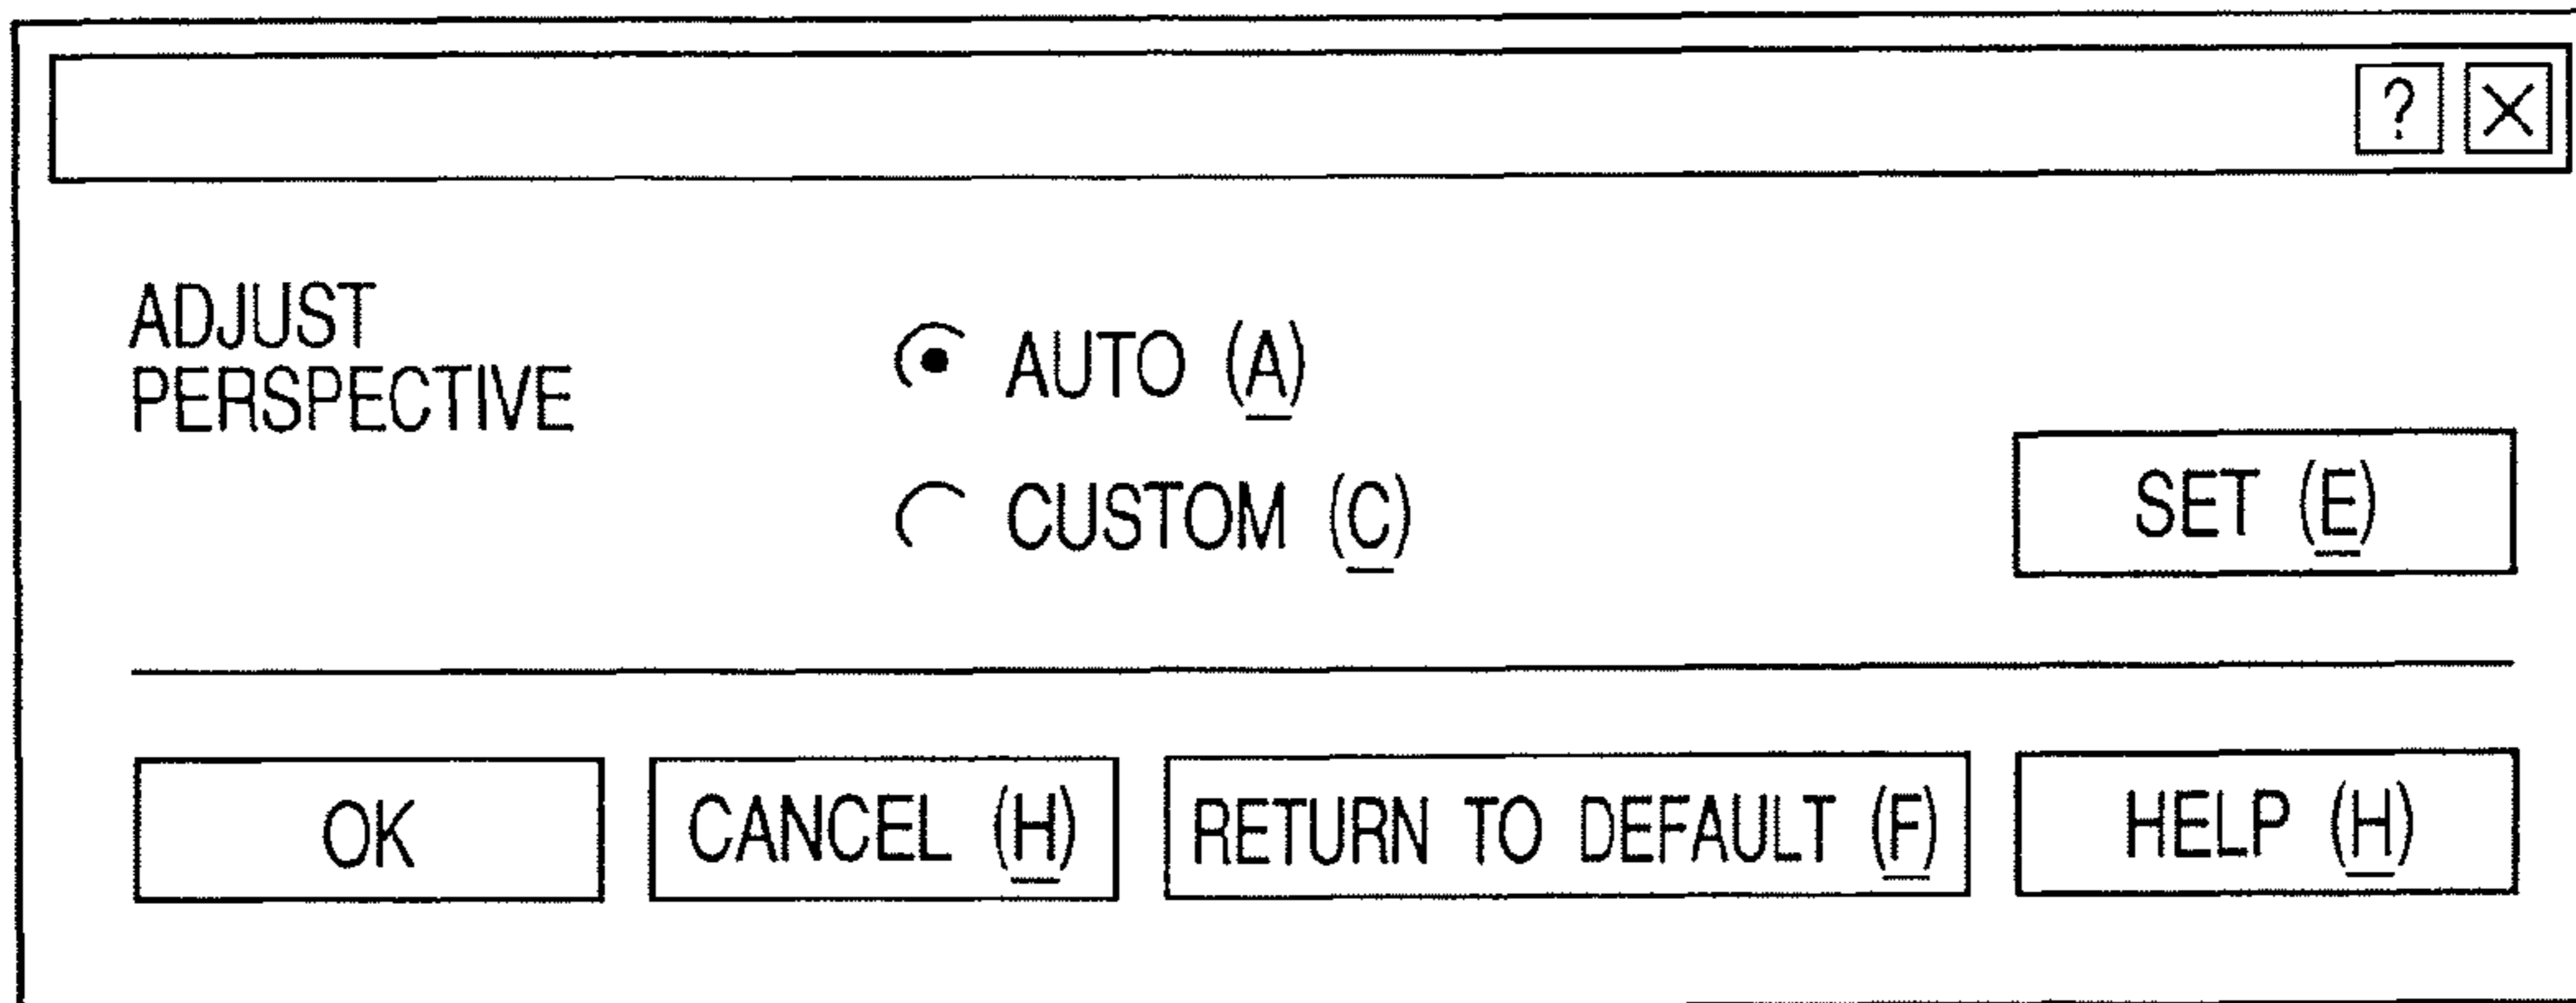 ?
ADJUST
PERSPECTIVE
AUTO (A)
CUSTOM (C)
SET (E)
OK
CANCEL (H)
RETURN TO DEFAULT (F)
HELP (H)